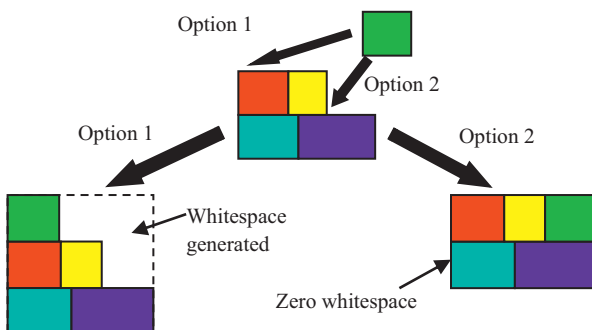 Option 1
Option 2
Option 1
Option 2
Whitespace
generated
Zero whitespace